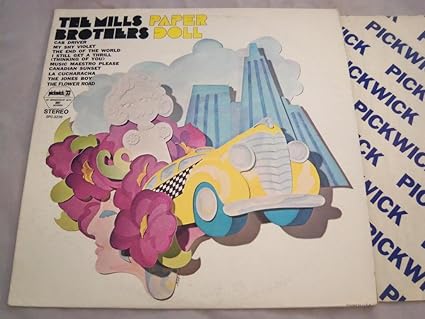 THE MILLS
BROTHERS
PAPER
DOLL
CAB DRIVER
MY SHY VIOLET
THE END OF THE WORLD
I STILL GET A THRILL
(THINKING OF YOU)
MUSIC MAESTRO PLEASE
CANADIAN SUNSET
LA CUCHARACHA
THE JONES BOY
THE FLOWER ROAD
pickwick
STEREO
PICKWICK
PICKWICK
PICKWICK
PICKWICK
PICKWICK